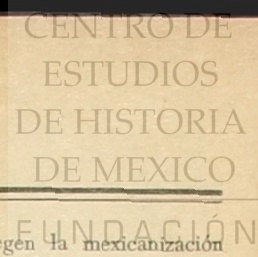 CENTRO DE
ESTUDIOS
DE HISTORIA
DE MEXICO
FUNDACIÓN
egen la mexicanización